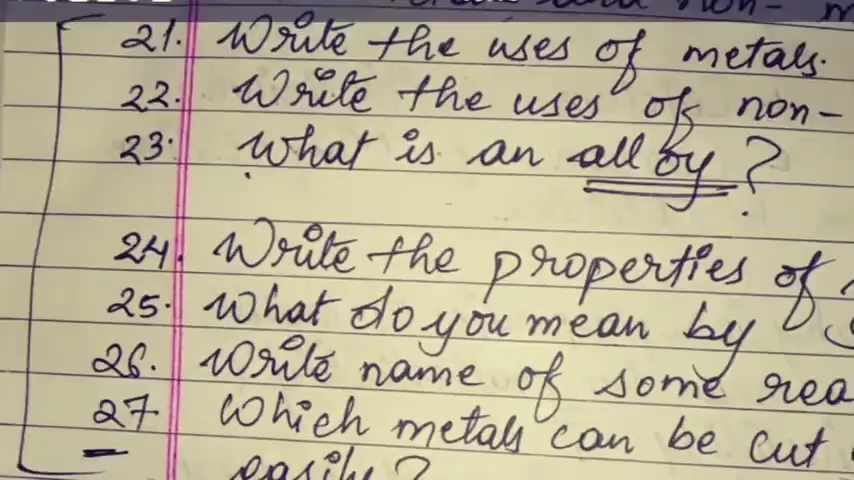 non-
21. Write the uses of metals.
22. Write the uses of non-
23. What is an alloy?
24. Write the properties of
25. What do you mean by
26. Write name of some rea
27 Which metals can be cut
easily?